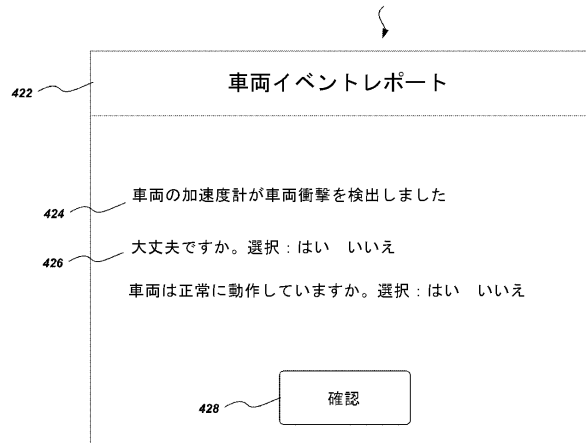 422
車両イベントレポート
424
車両の加速度計が車両衝撃を検出しました
426
大丈夫ですか。選択：はい　いいえ
車両は正常に動作していますか。選択：はい　いいえ
428
確認